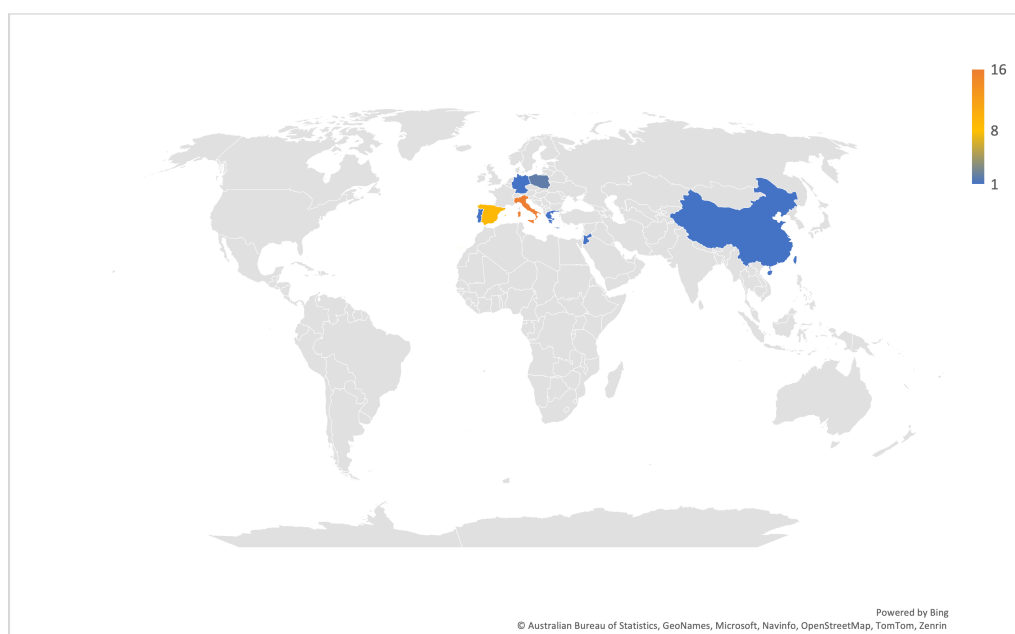 16
8
1
Powered by Bing
© Australian Bureau of Statistics, GeoNames, Microsoft, Navinfo, OpenStreetMap, TomTom, Zenrin